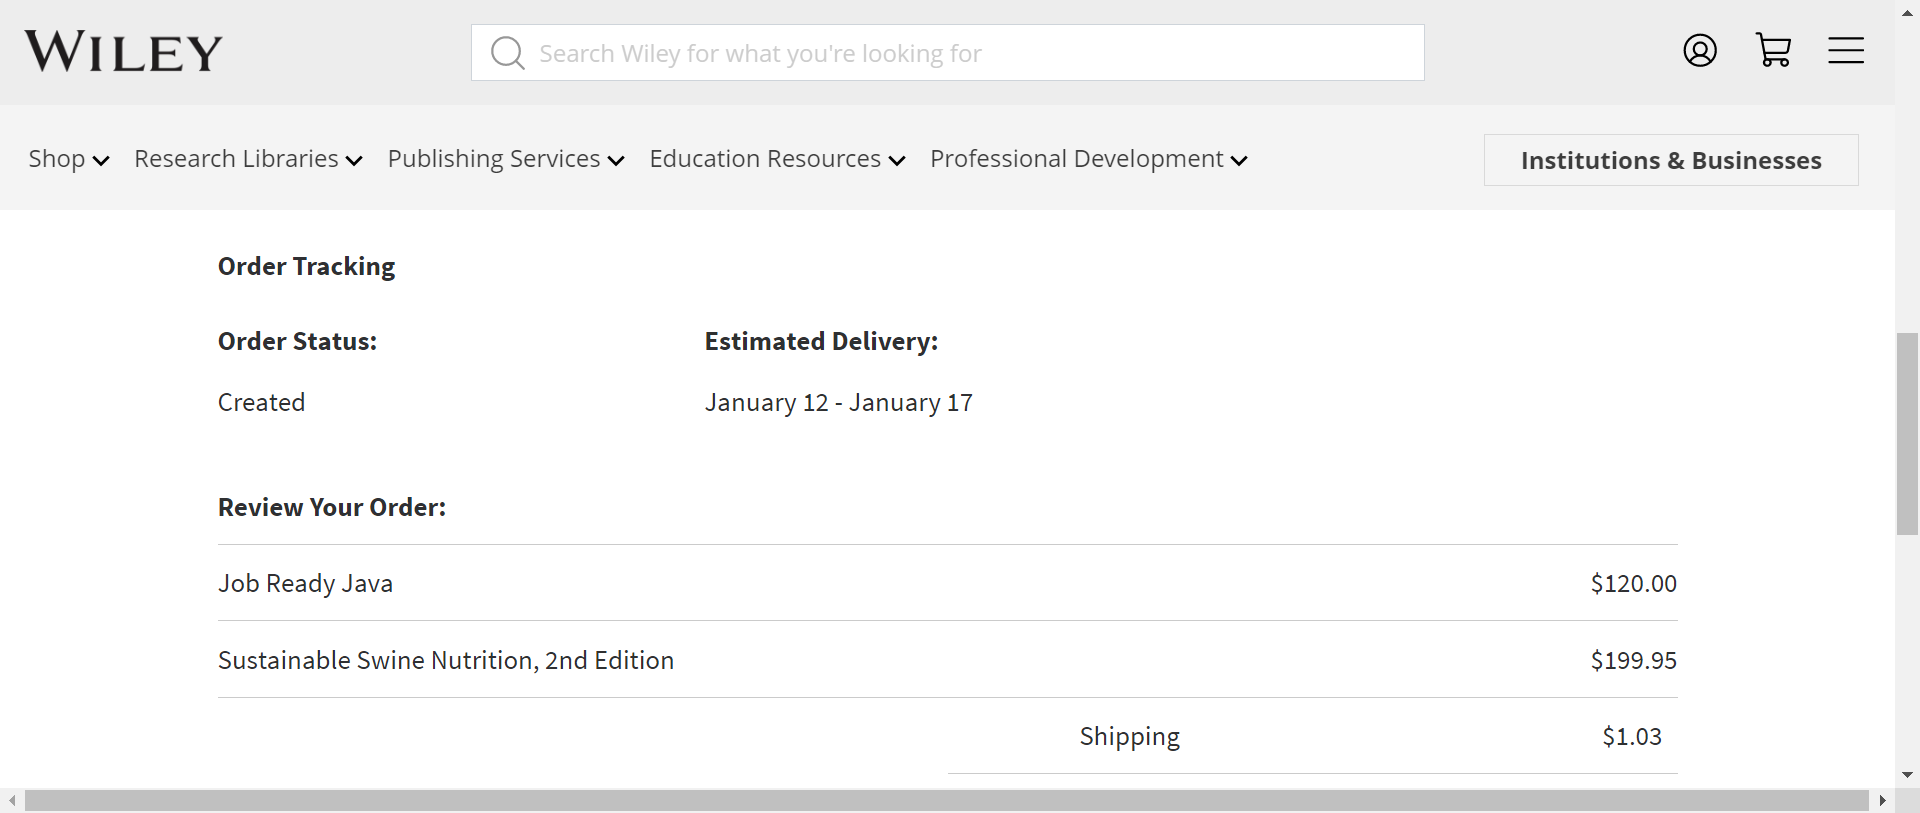 WILEY
Search Wiley for what you're looking for
Shop Research Libraries Publishing Services Education Resources Professional Development Institutions & Businesses
Order Tracking
Order Status: Estimated Delivery:
Created January 12 - January 17
Review Your Order:
Job Ready Java $120.00
Sustainable Swine Nutrition, 2nd Edition $199.95
Shipping $1.03